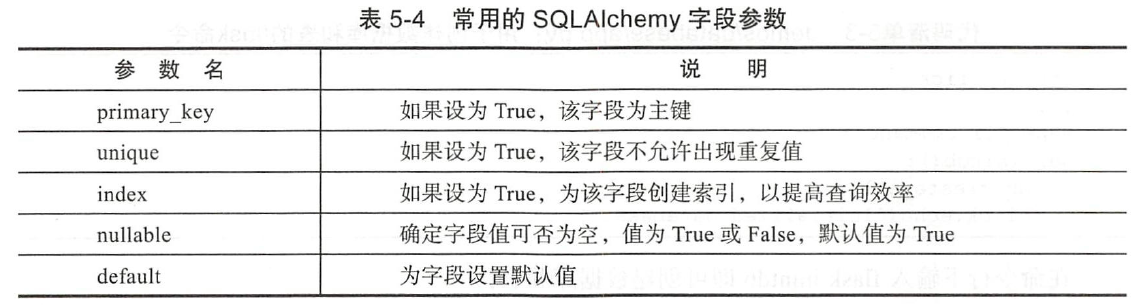 表 5-4 常用的 SQLAlchemy 字段参数
参 数 名 说 明
primary_key 如果设为 True，该字段为主键
unique 如果设为 True，该字段不允许出现重复值
index 如果设为 True，为该字段创建索引，以提高查询效率
nullable 确定字段值可否为空，值为 True 或 False，默认值为 True
default 为字段设置默认值